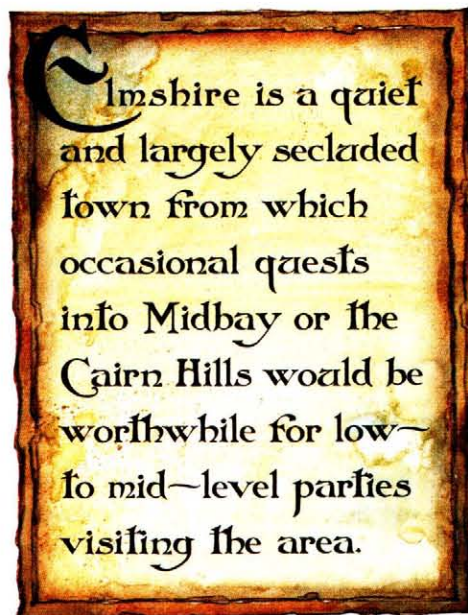 Elmshire is a quiet
and largely secluded
town from which
occasional quests
into Midbay or the
Cairn Hills would be
worthwhile for low-
to mid-level parties
visiting the area.